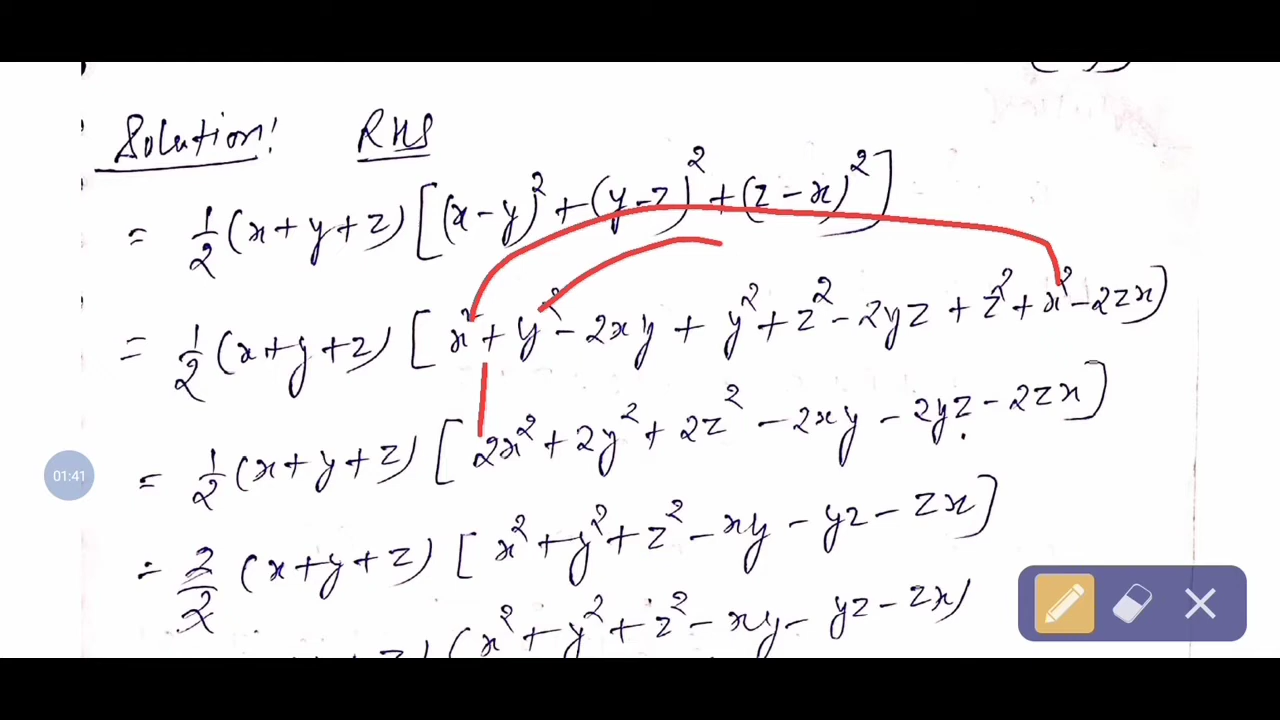 Solution! RHS
= 1/2 (x+y+z) [(x-y)² + (y-z)² + (z-x)²]
= 1/2 (x+y+z) [x² + y² - 2xy + y² + z² - 2yz + z² + x² - 2zx]
= 1/2 (x+y+z) [2x² + 2y² + 2z² - 2xy - 2yz - 2zx]
= 2/2 (x+y+z) [x² + y² + z² - xy - yz - zx]
(x² + y² + z² - xy - yz - zx)
01:41